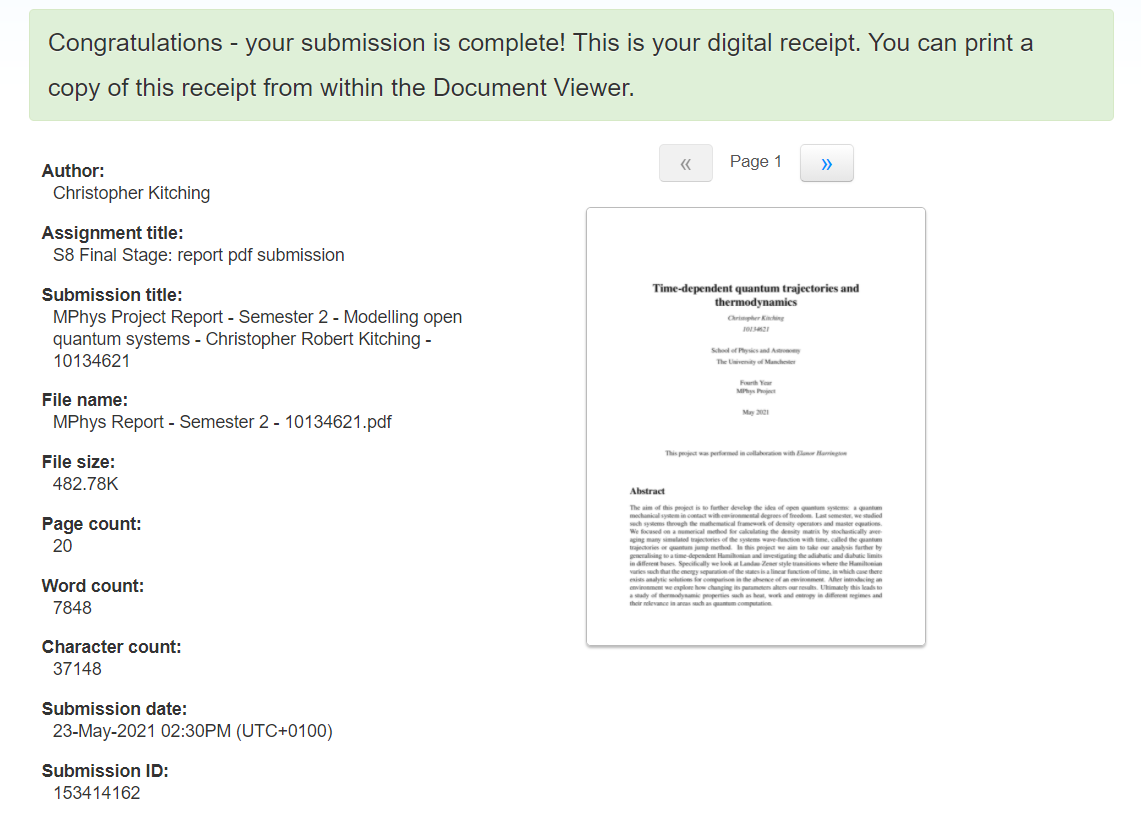 Congratulations - your submission is complete! This is your digital receipt. You can print a
copy of this receipt from within the Document Viewer.
Author:
Christopher Kitching
Assignment title:
S8 Final Stage: report pdf submission
Submission title:
MPhys Project Report - Semester 2 - Modelling open
quantum systems - Christopher Robert Kitching -
10134621
File name:
MPhys Report - Semester 2 - 10134621.pdf
File size:
482.78K
Page count:
20
Word count:
7848
Character count:
37148
Submission date:
23-May-2021 02:30PM (UTC+0100)
Submission ID:
153414162
« Page 1 »
Time-dependent quantum trajectories and
thermodynamics
Christopher Kitching
10134621
School of Physics and Astronomy
The University of Manchester
Fourth Year
MPhys Project
May 2021
This project was performed in collaboration with Elanor Harrington
Abstract
The aim of this project is to further develop the idea of open quantum systems: a quantum
mechanical system in contact with environmental degrees of freedom. Last semester, we studied
such systems through the mathematical framework of density operators and master equations.
We focused on a numerical method for calculating the density matrix by stochastically aver-
aging many simulated trajectories of the systems wave-function with time, called the quantum
trajectories or quantum jump method. In this project we aim to take our analysis further by
generalising to a time-dependent Hamiltonian and investigating the adiabatic and diabatic limits
in different bases. Specifically we look at Landau-Zener style transitions where the Hamiltonian
varies such that the energy separation of the states is a linear function of time, in which case there
exists analytic solutions for comparison in the absence of an environment. After introducing an
environment we explore how changing its parameters alters our results. Ultimately this leads to
a study of thermodynamic properties such as heat, work and entropy in different regimes and
their relevance in areas such as quantum computation.